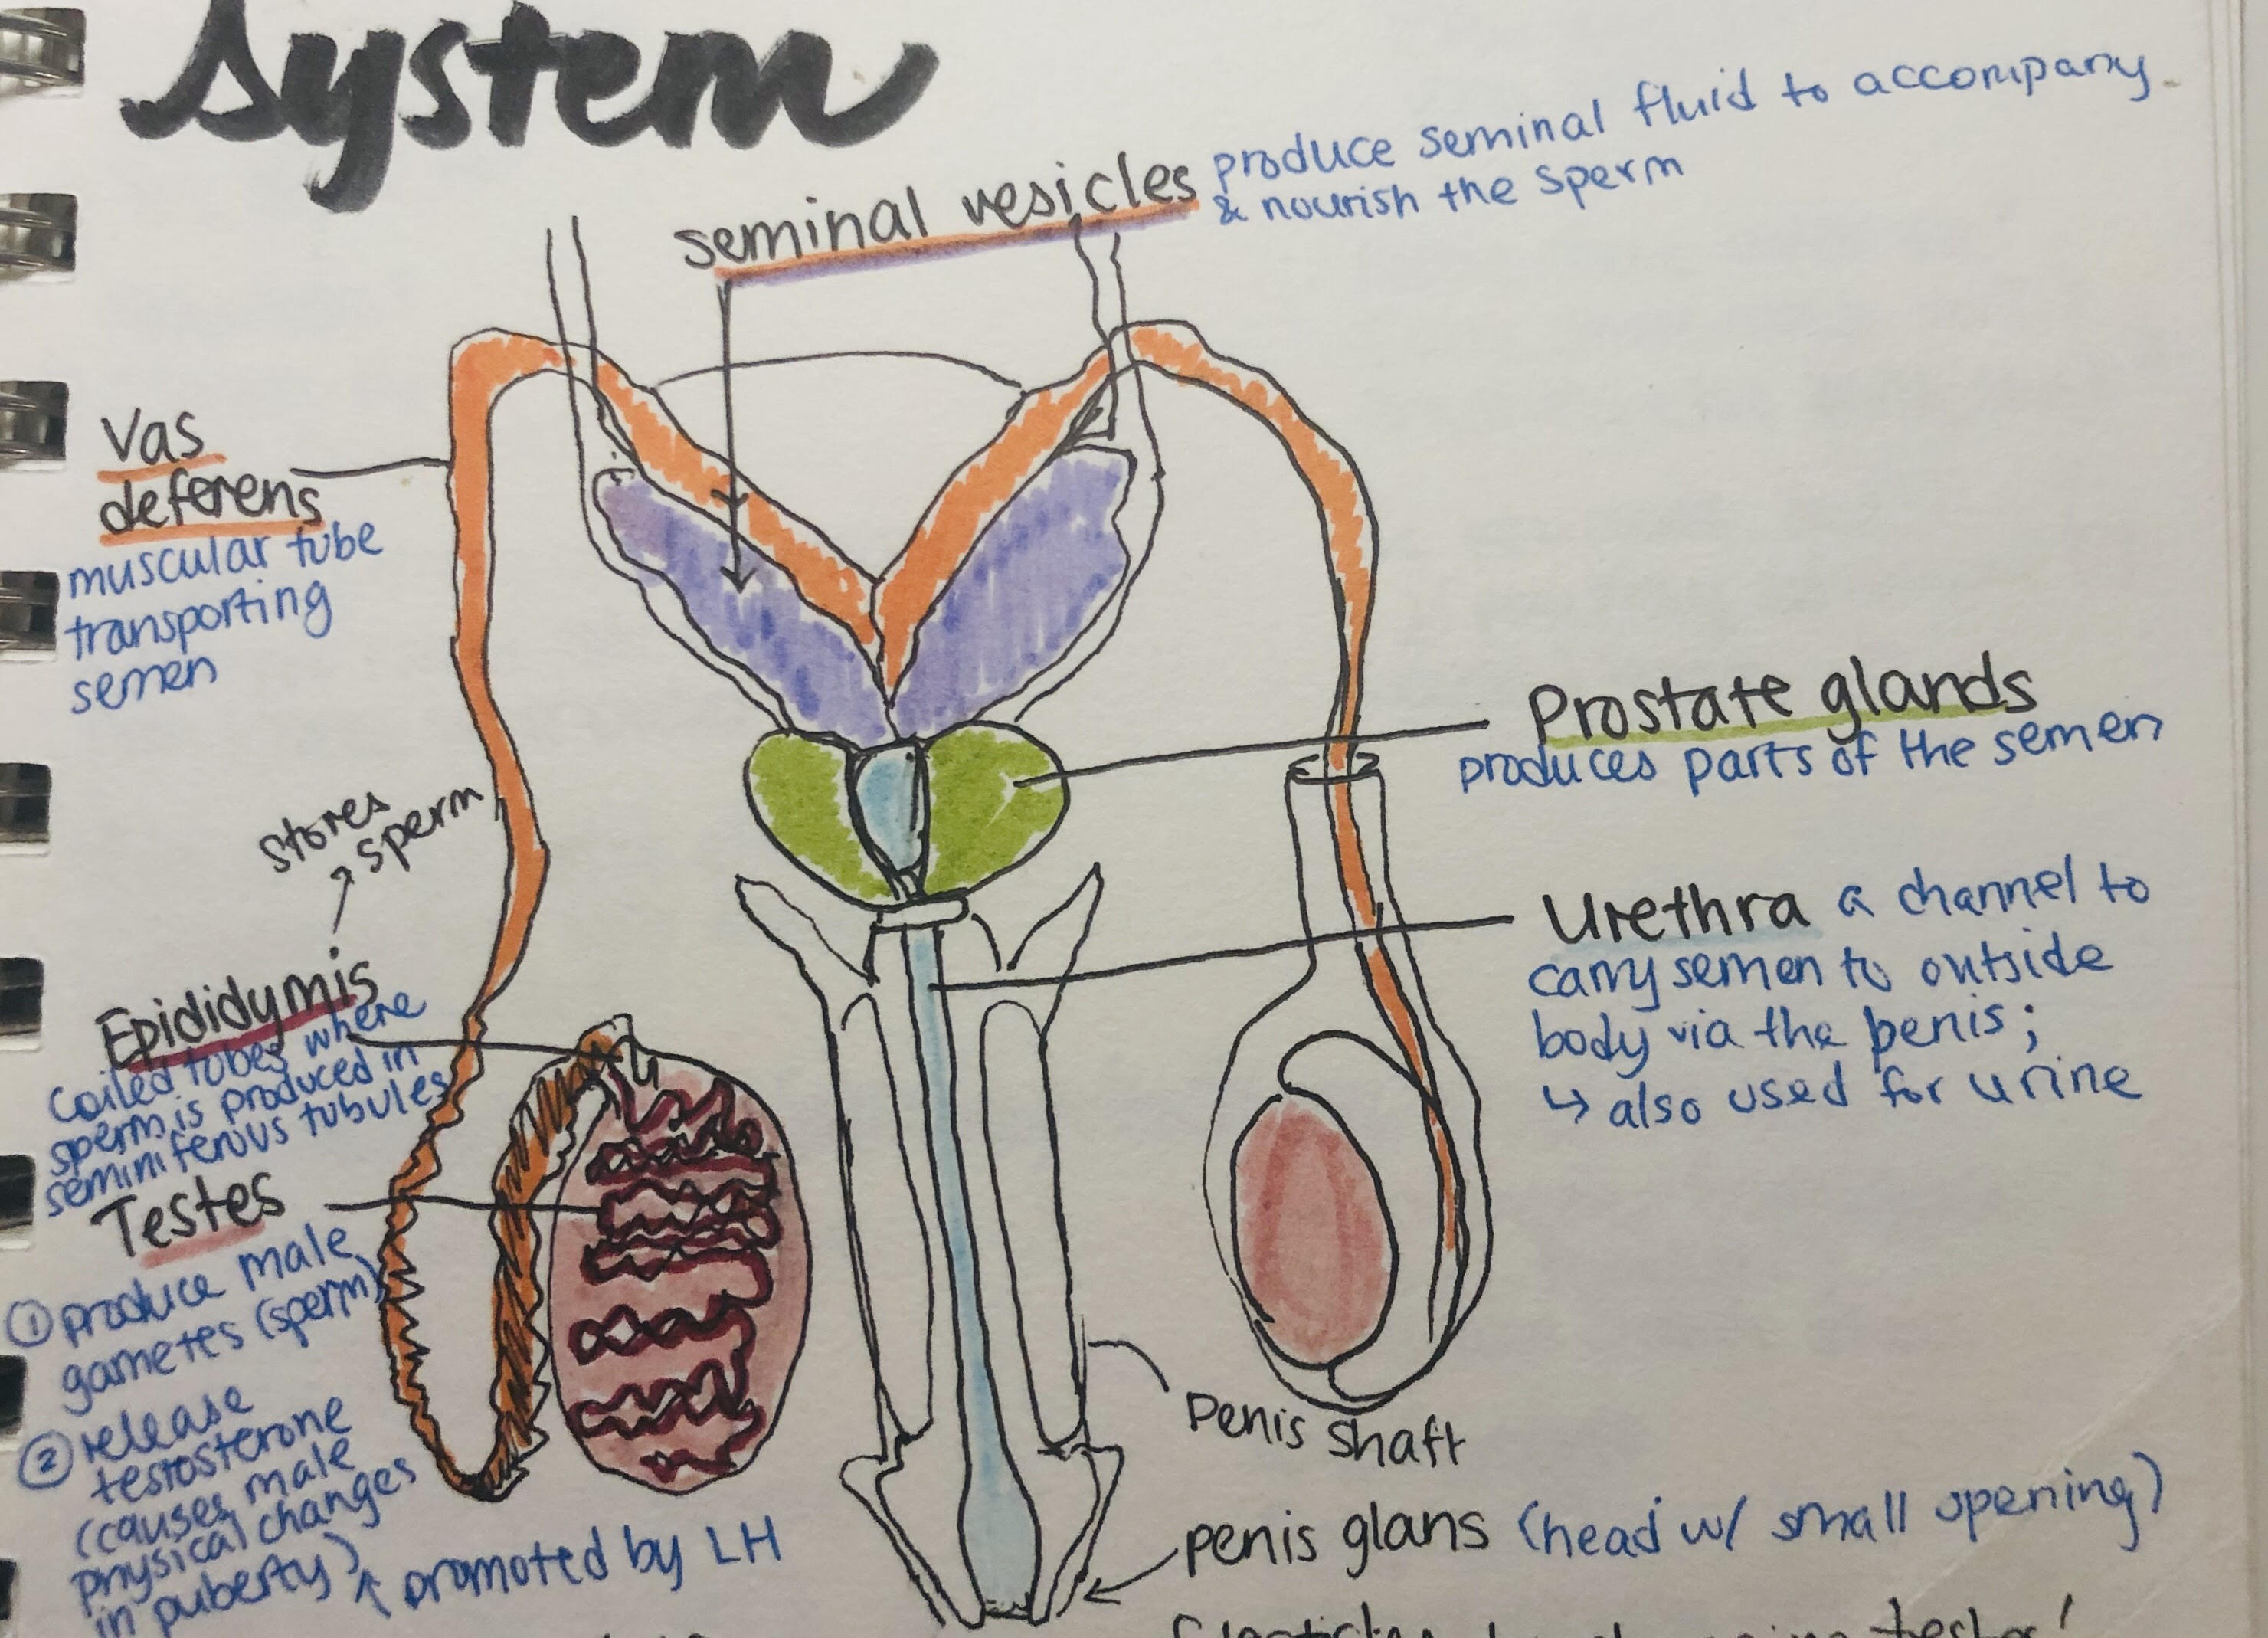 system
seminal vesicles
produce seminal fluid to accompany
& nourish the sperm
Vas
deferens
muscular tube
transporting
semen
Prostate glands
produces parts of the semen
stores
sperm
Urethra a channel to
carry semen to outside
body via the penis;
↳ also used for urine
Epididymis
coiled tubes where
sperm is produced in
seminiferous tubules
Testes
① produce male
gametes (sperm)
② release
testosterone
(causes male
physical changes
in puberty)
↑ promoted by LH
Penis shaft
penis glans (head w/ small opening)